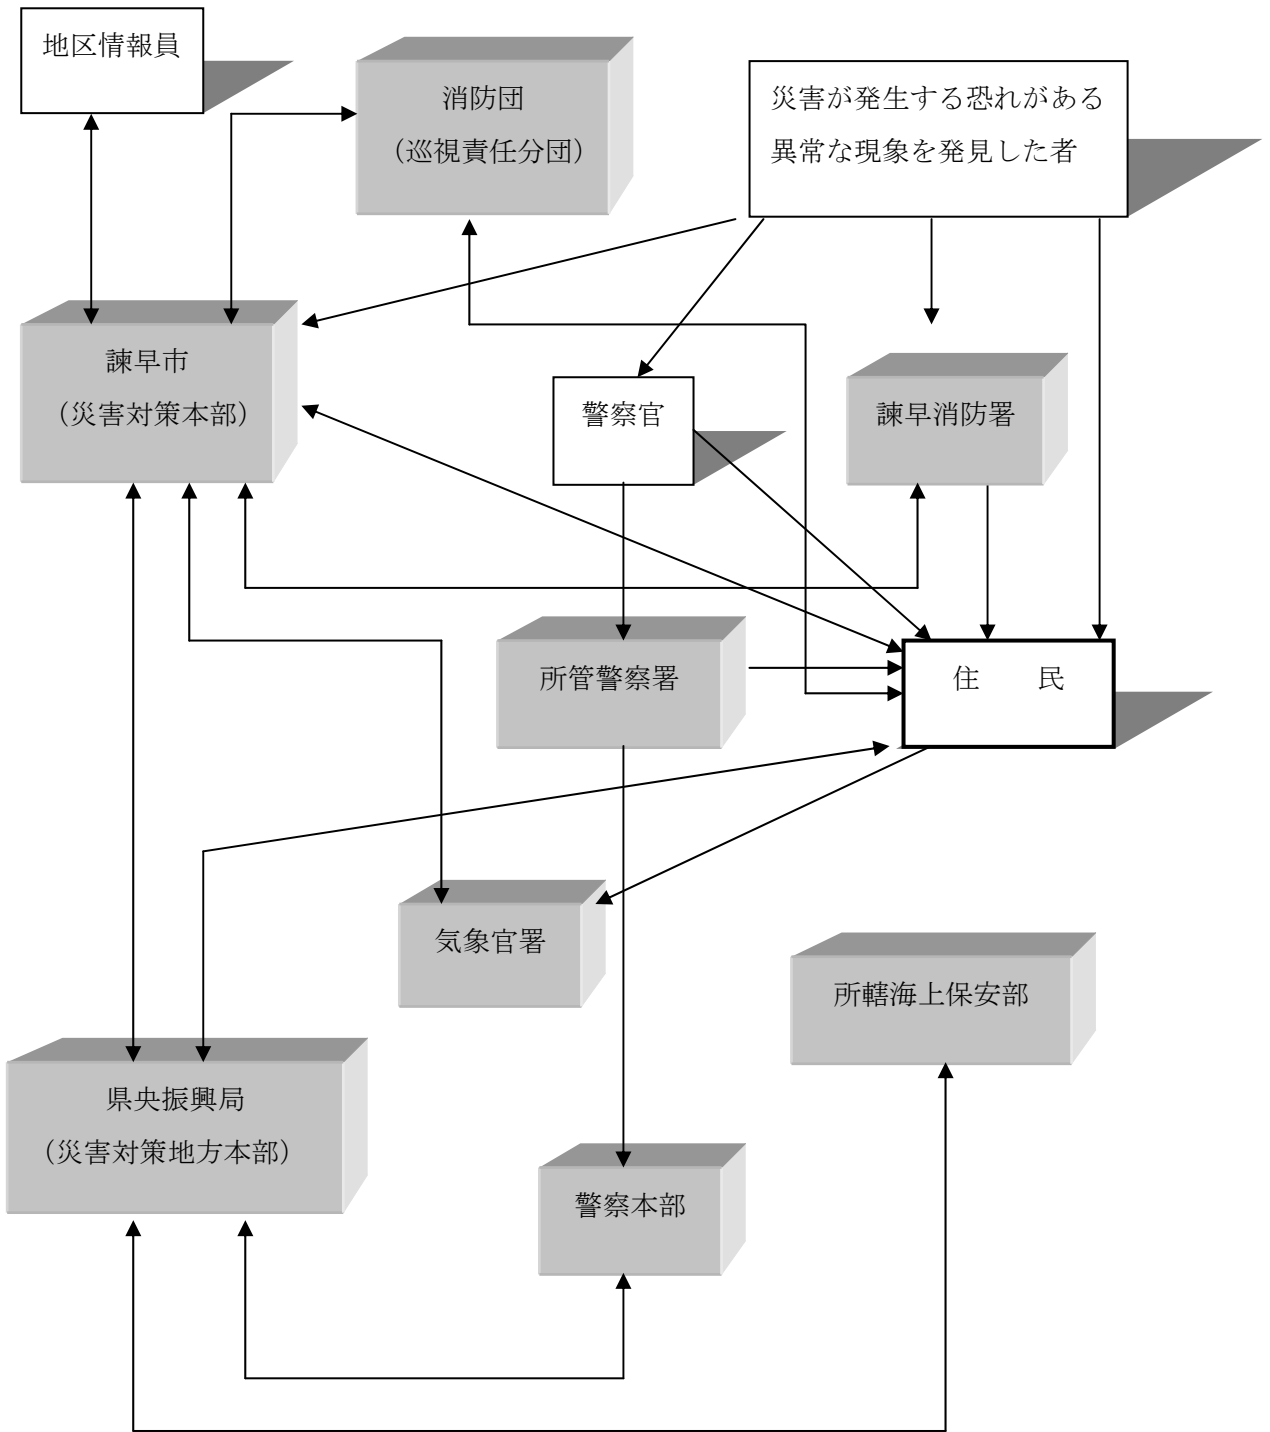 地区情報員
消防団
（巡視責任分団）
災害が発生する恐れがある
異常な現象を発見した者
諫早市
（災害対策本部）
警察官
諫早消防署
所管警察署
住　　民
気象官署
所轄海上保安部
県央振興局
（災害対策地方本部）
警察本部